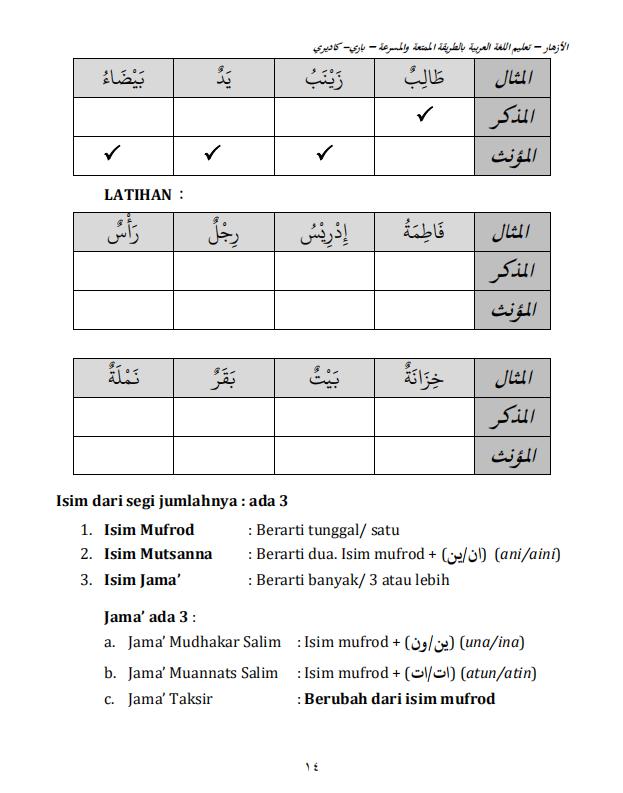 الأزهار – تعليم اللغة العربية بالطريقة الممتعة والمسرعة – باري– كاديري
المثال طَالِبٌ زَيْنَبُ يَدٌ بَيْضَاءُ
المذكر ✓
المؤنث ✓ ✓ ✓
LATIHAN :
المثال فَاطِمَةُ إِدْرِيْسُ رِجْلٌ رَأْسٌ
المذكر
المؤنث
المثال خِزَانَةٌ بَيْتٌ بَقَرٌ نَمْلَةٌ
المذكر
المؤنث
Isim dari segi jumlahnya : ada 3
1. Isim Mufrod : Berarti tunggal/ satu
2. Isim Mutsanna : Berarti dua. Isim mufrod + (ان/ين) (ani/aini)
3. Isim Jama’ : Berarti banyak/ 3 atau lebih
Jama’ ada 3 :
a. Jama’ Mudhakar Salim : Isim mufrod + (ون/ين) (una/ina)
b. Jama’ Muannats Salim : Isim mufrod + (ات/ات) (atun/atin)
c. Jama’ Taksir : Berubah dari isim mufrod
١٤